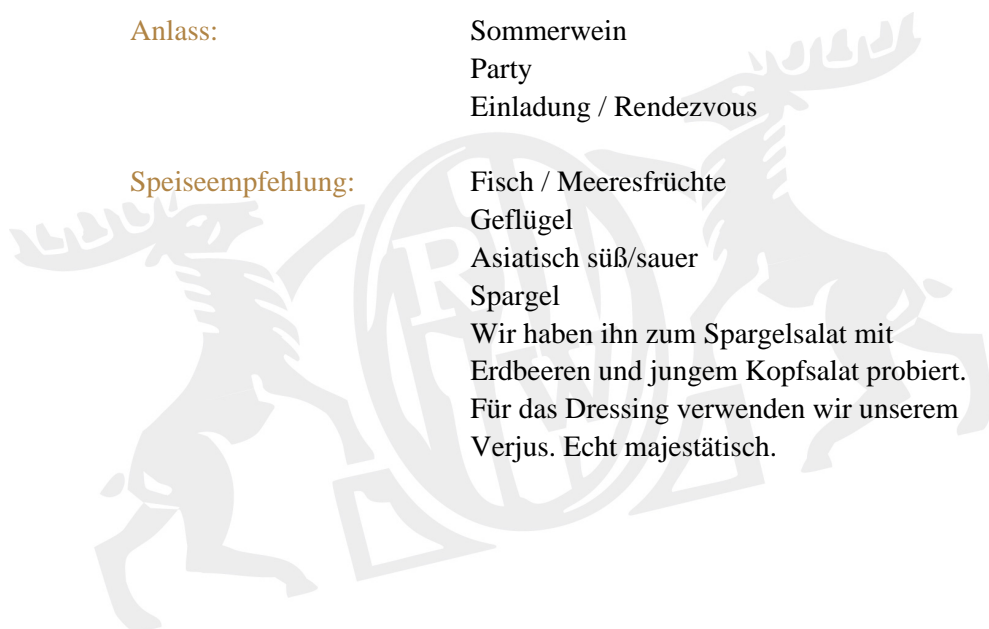 Anlass:
Sommerwein
Party
Einladung / Rendezvous
Speiseempfehlung:
Fisch / Meeresfrüchte
Geflügel
Asiatisch süß/sauer
Spargel
Wir haben ihn zum Spargelsalat mit
Erdbeeren und jungem Kopfsalat probiert.
Für das Dressing verwenden wir unserem
Verjus. Echt majestätisch.